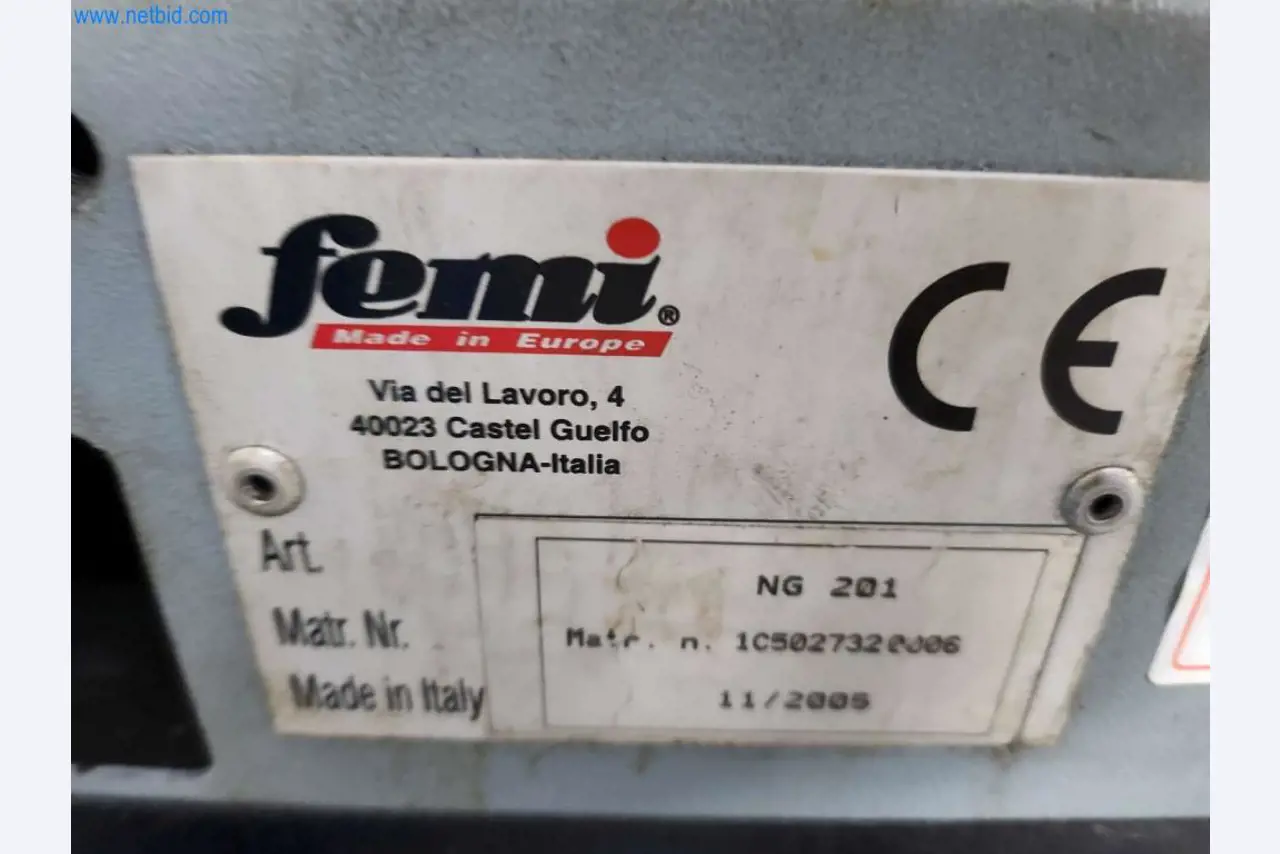 www.netbid.com
femi®
Made in Europe
Via del Lavoro, 4
40023 Castel Guelfo
BOLOGNA-Italia
CE
Art.
NG 201
Matr. Nr.
Matr. n. 1C5027320006
Made in Italy
11/2005